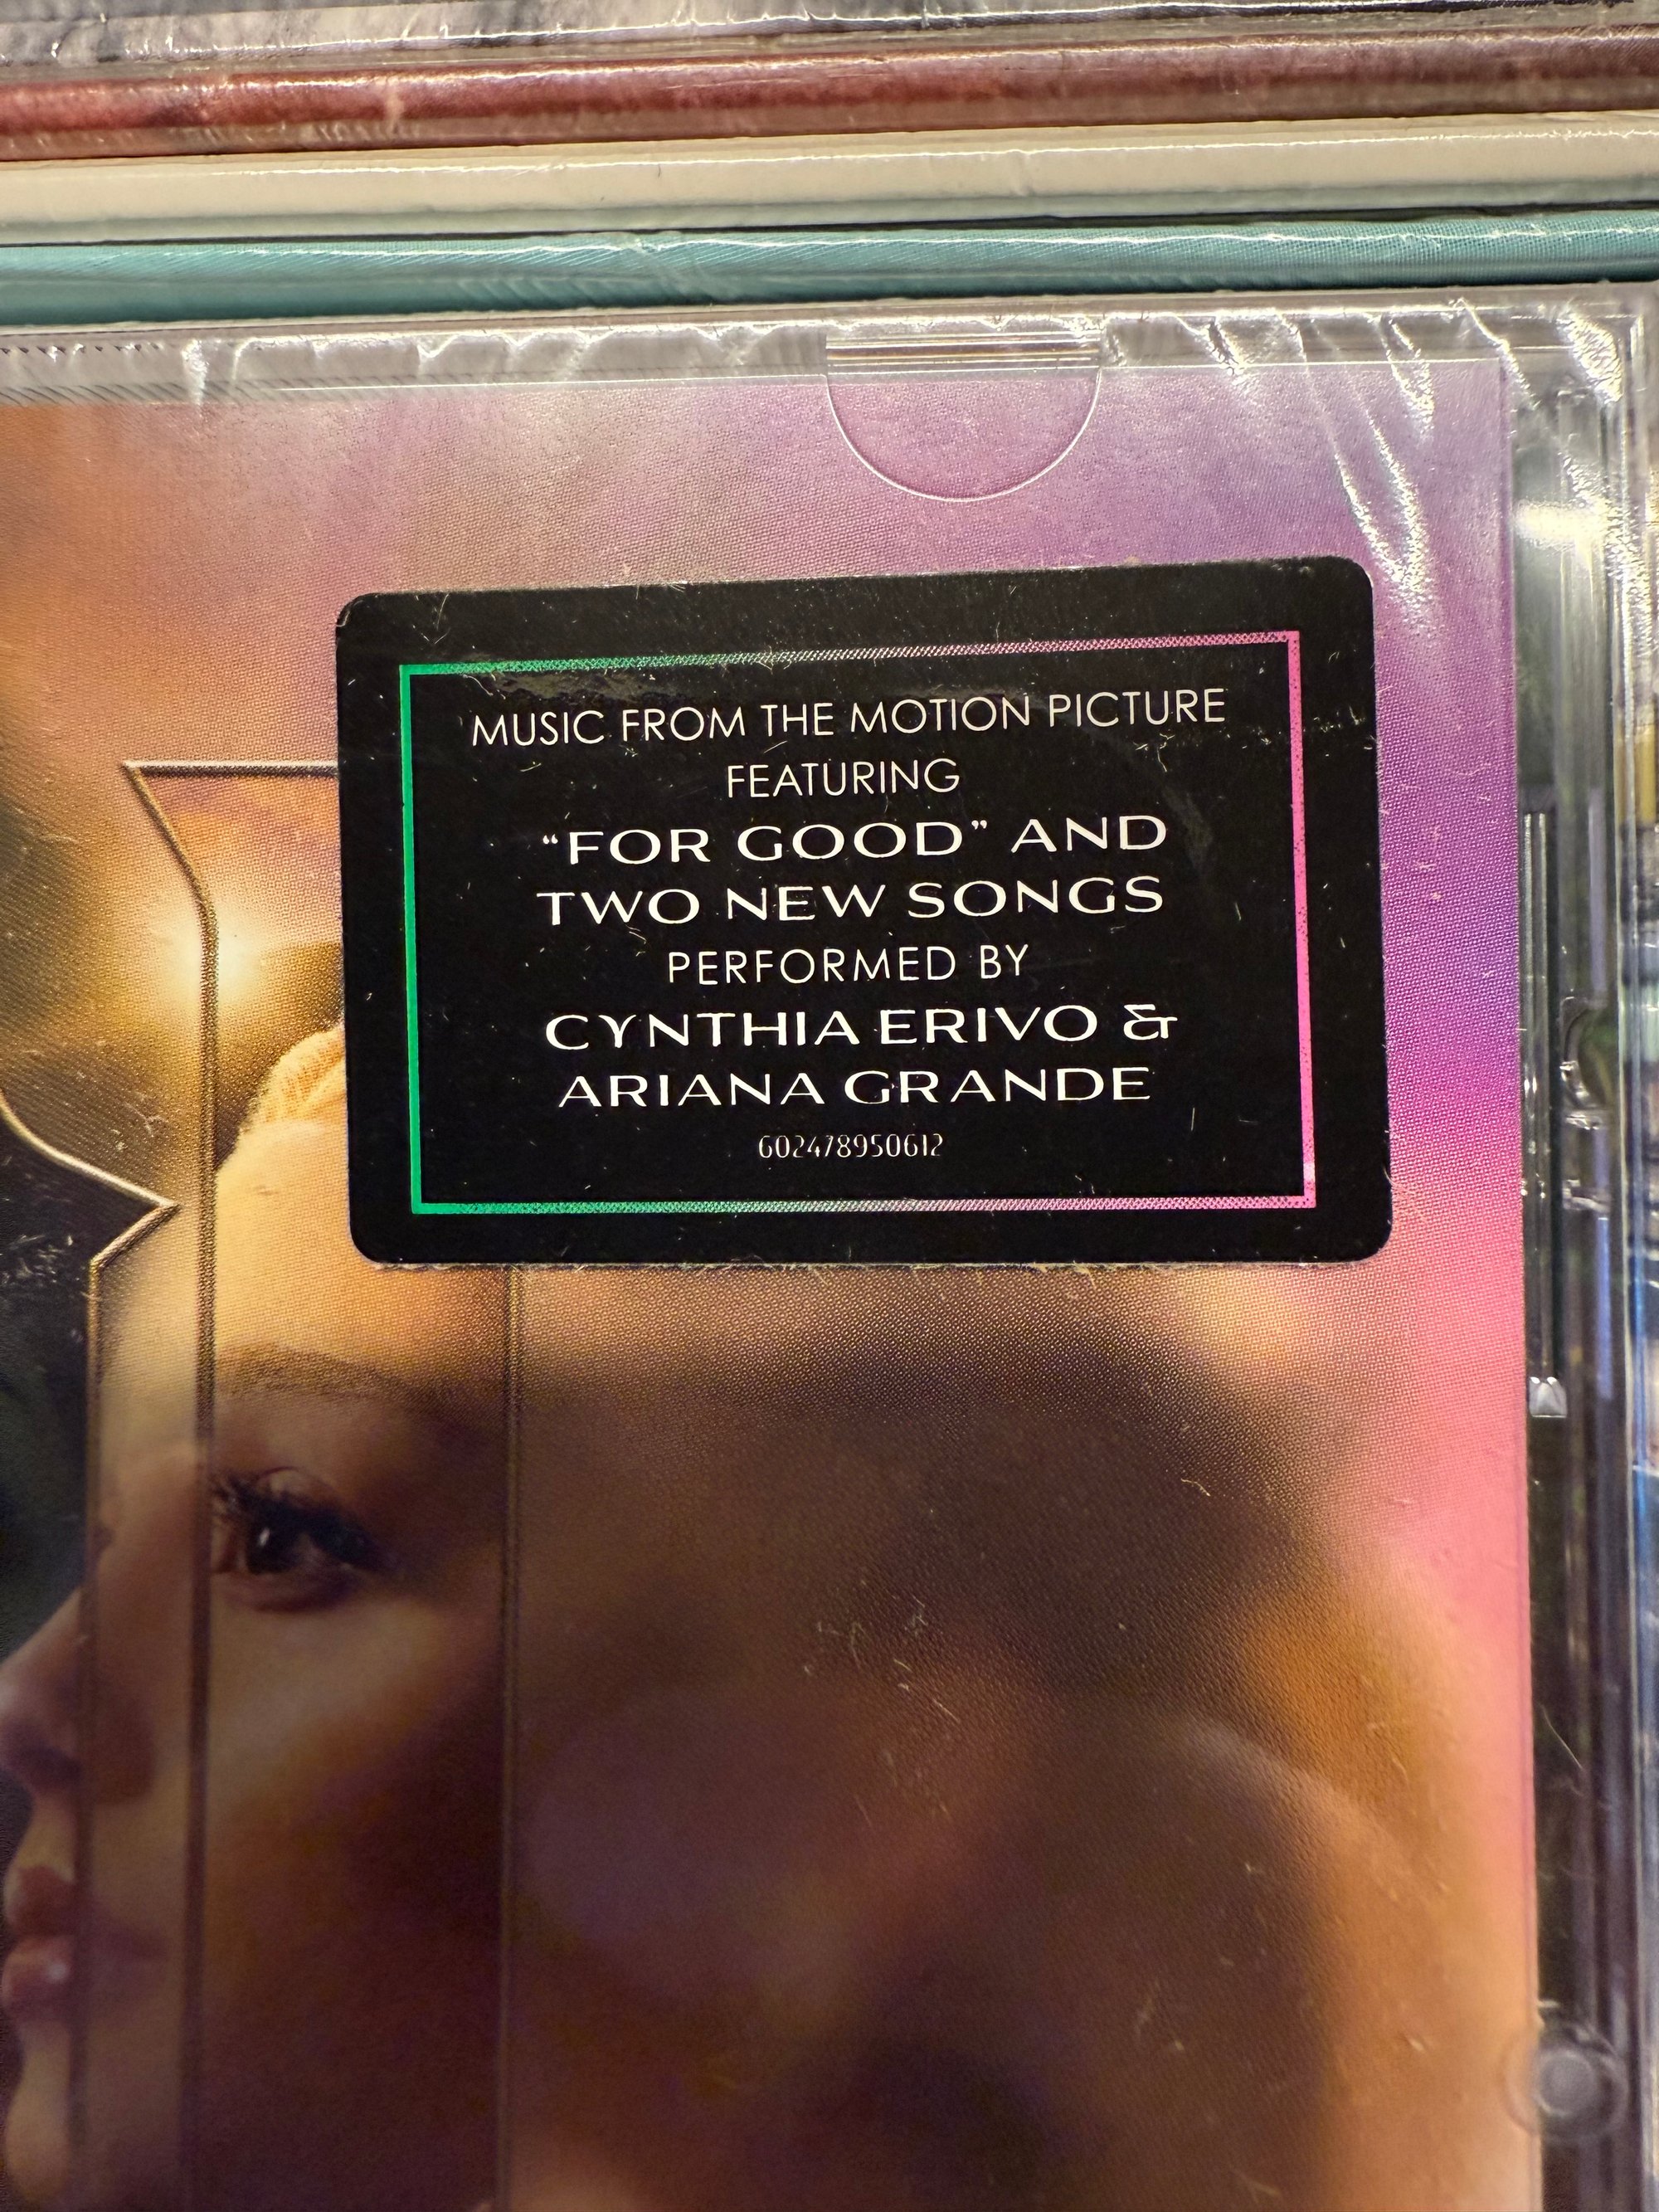 MUSIC FROM THE MOTION PICTURE
FEATURING
“FOR GOOD” AND
TWO NEW SONGS
PERFORMED BY
CYNTHIA ERIVO &
ARIANA GRANDE
602478950612